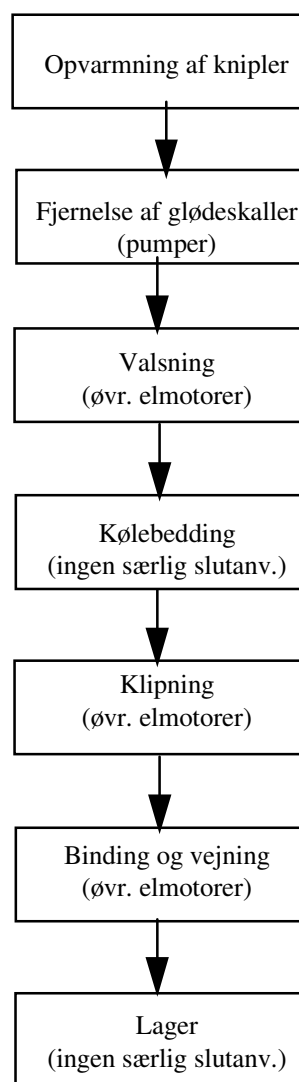 Opvarmning af knipler
Fjernelse af glødeskaller
(pumper)
Valsning
(øvr. elmotorer)
Kølebedding
(ingen særlig slutanv.)
Klipning
(øvr. elmotorer)
Binding og vejning
(øvr. elmotorer)
Lager
(ingen særlig slutanv.)